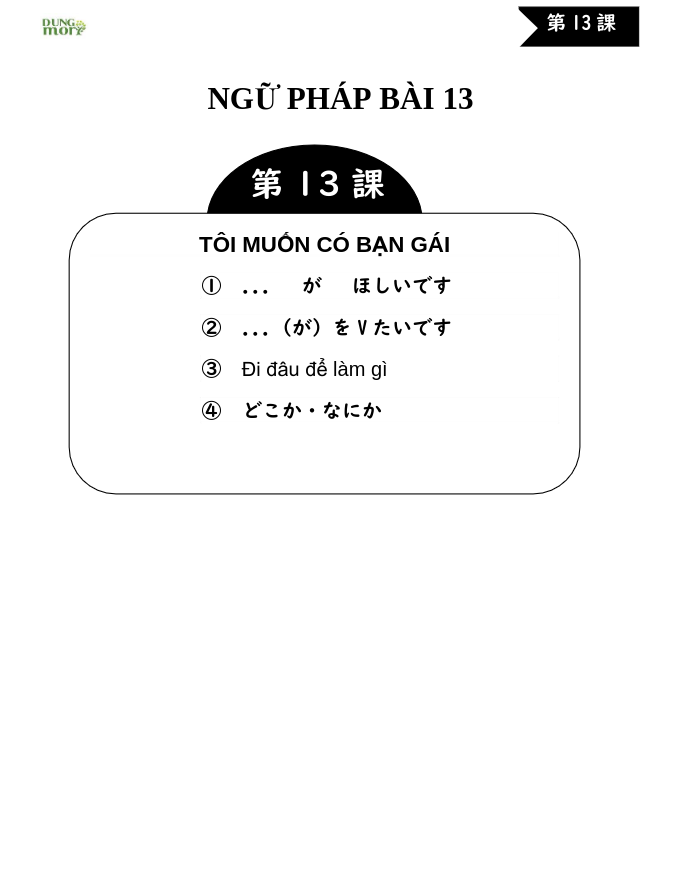 DUNG
mori
第 13 課
NGỮ PHÁP BÀI 13
第 13 課
TÔI MUỐN CÓ BẠN GÁI
① ... が ほしいです
② ...（が）を V たいです
③ Đi đâu để làm gì
④ どこか・なにか